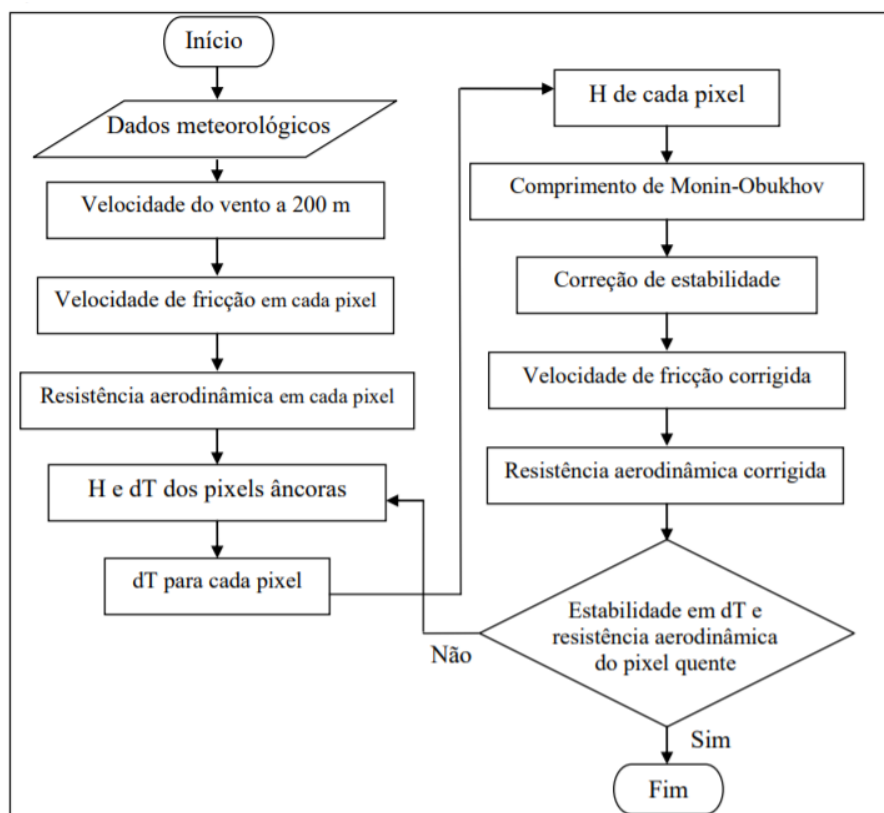 Início
Dados meteorológicos
Velocidade do vento a 200 m
Velocidade de fricção em cada pixel
Resistência aerodinâmica em cada pixel
H e dT dos pixels âncoras
dT para cada pixel
H de cada pixel
Comprimento de Monin-Obukhov
Correção de estabilidade
Velocidade de fricção corrigida
Resistência aerodinâmica corrigida
Estabilidade em dT e
resistência aerodinâmica
do pixel quente
Não
Sim
Fim